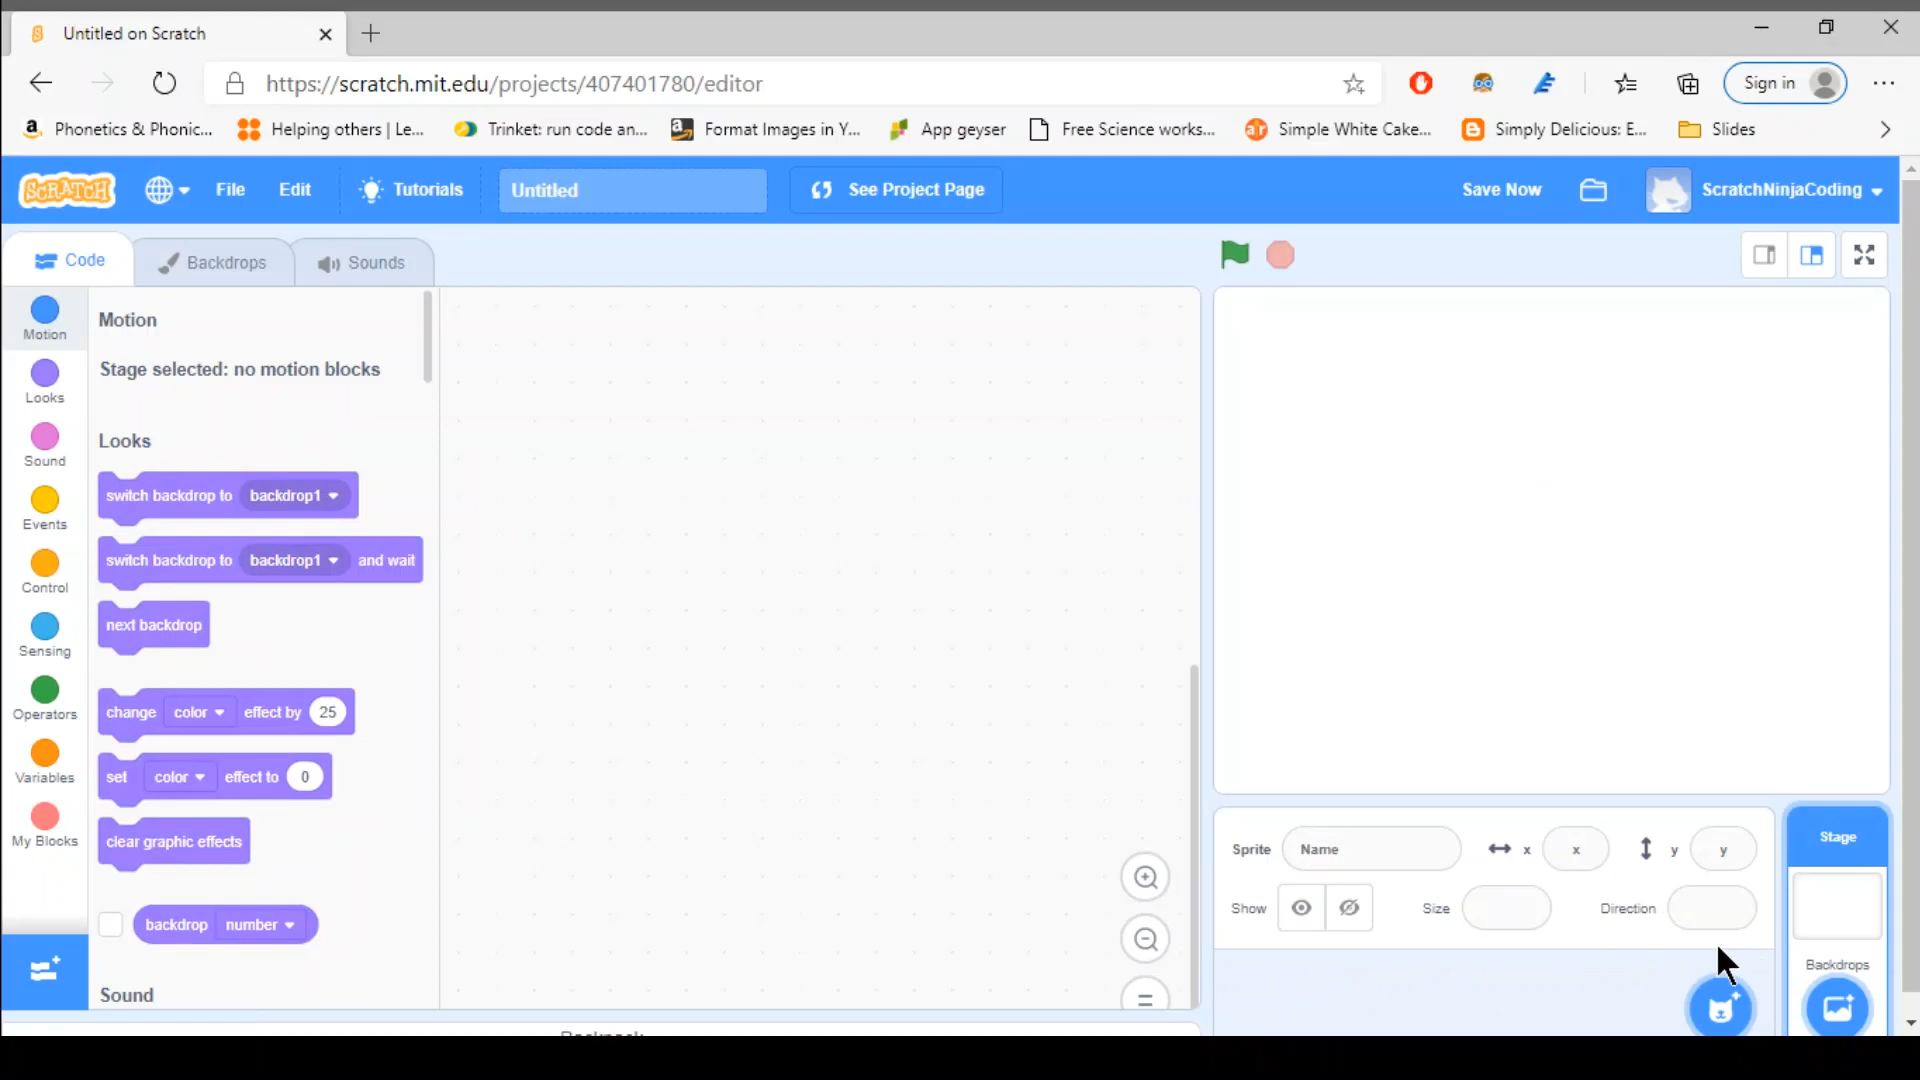 Untitled on Scratch
https://scratch.mit.edu/projects/407401780/editor
Sign in
Phonetics & Phonic...
Helping others | Le...
Trinket: run code an...
Format Images in Y...
App geyser
Free Science works...
Simple White Cake...
Simply Delicious: E...
Slides
SCRATCH
File
Edit
Tutorials
Untitled
See Project Page
Save Now
ScratchNinjaCoding
Code
Backdrops
Sounds
Motion
Looks
Sound
Events
Control
Sensing
Operators
Variables
My Blocks
Motion
Stage selected: no motion blocks
Looks
switch backdrop to backdrop1
switch backdrop to backdrop1 and wait
next backdrop
change color effect by 25
set color effect to 0
clear graphic effects
backdrop number
Sound
Sprite Name x x y y
Show Size Direction
Stage
Backdrops